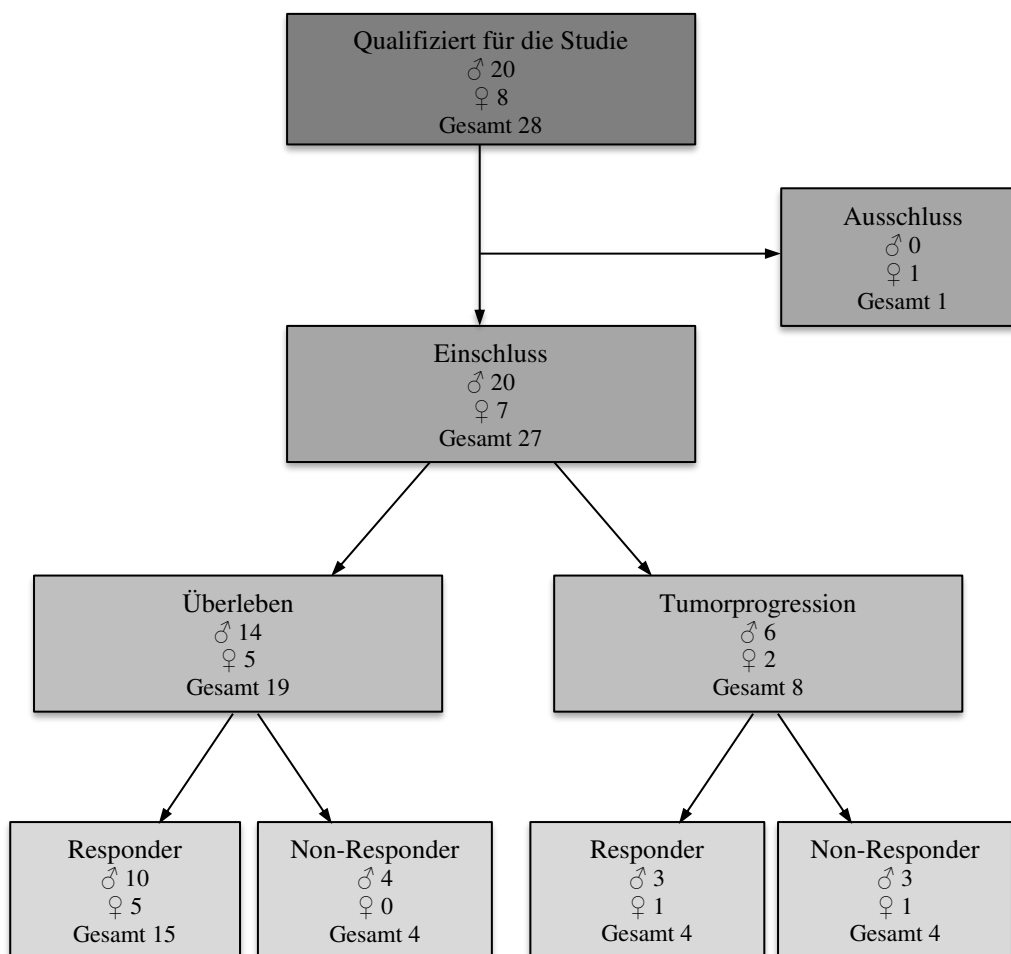 Qualifiziert für die Studie
♂ 20
♀ 8
Gesamt 28
Ausschluss
♂ 0
♀ 1
Gesamt 1
Einschluss
♂ 20
♀ 7
Gesamt 27
Überleben
♂ 14
♀ 5
Gesamt 19
Tumorprogression
♂ 6
♀ 2
Gesamt 8
Responder
♂ 10
♀ 5
Gesamt 15
Non-Responder
♂ 4
♀ 0
Gesamt 4
Responder
♂ 3
♀ 1
Gesamt 4
Non-Responder
♂ 3
♀ 1
Gesamt 4